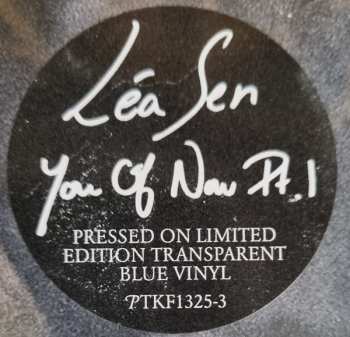 Léa Sen
You Of Now Pt.1
PRESSED ON LIMITED
EDITION TRANSPARENT
BLUE VINYL
PTKF1325-3